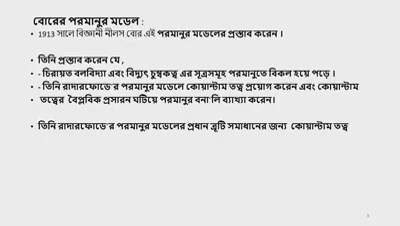 বোরের পরমানুর মডেল :
• 1913 সালে বিজ্ঞানী নীলস বোর এই পরমানুর মডেলের প্রস্তাব করেন ।
• তিনি প্রস্তাব করেন যে ,
• - চিরায়ত বলবিদ্যা এবং বিদ্যুৎ চুম্বকত্ব এর সূত্রসমূহ পরমানুতে বিকল হয়ে পড়ে ।
• - তিনি রাদারফোর্ডে’র পরমানুর মডেলে কোয়ান্টাম তত্ব প্রয়োগ করেন এবং কোয়ান্টাম
• তত্বের বৈপ্লবিক প্রসারন ঘটিয়ে পরমানুর বর্নালি ব্যাখ্যা করেন।
• তিনি রাদারফোর্ডে’র পরমানুর মডেলের প্রধান ত্রূটি সমাধানের জন্য কোয়ান্টাম তত্ব